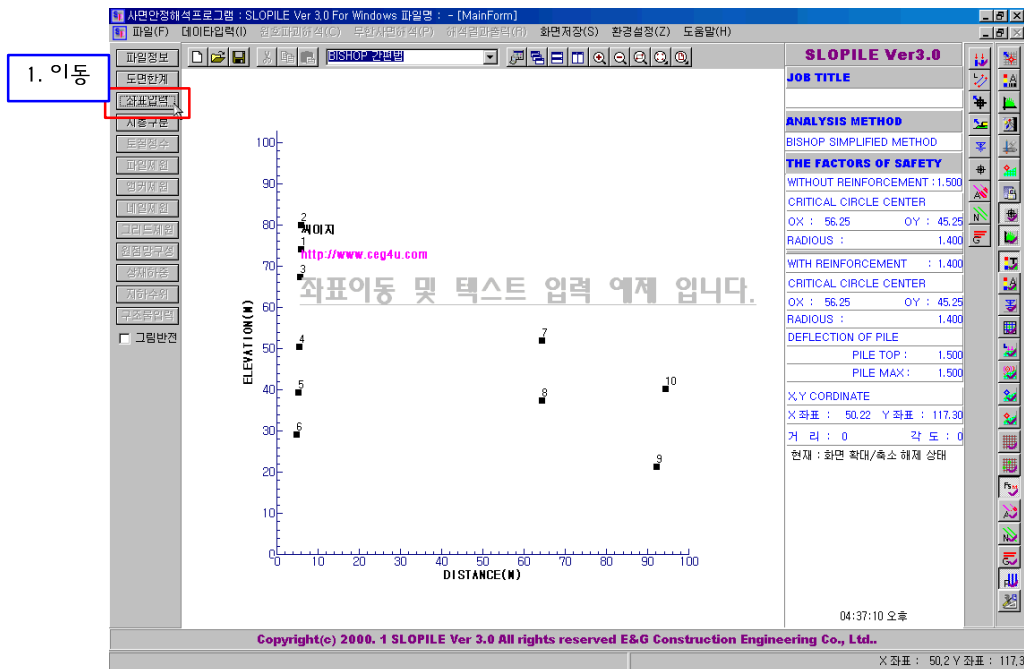 사면안정해석프로그램 : SLOPILE Ver 3,0 For Windows 파일명 : - [MainForm]
파일(F) 데이타입력(I) 원호파괴해석(C) 무한사면해석(P) 해석결과출력(R) 화면저장(S) 환경설정(Z) 도움말(H)
1. 이동
파일정보
도면한계
좌표입력
지층구분
토질정수
파일제원
앵커제원
네일제원
그리드제원
원점망구성
상재하중
지하수위
구조물입력
그림반전
BISHOP 간편법
ELEVATION(M)
100
90
80
70
60
50
40
30
20
10
0
0 10 20 30 40 50 60 70 80 90 100
DISTANCE(M)
2
씨이지
1
http://www.ceg4u.com
3
좌표이동 및 텍스트 입력 예제 입니다.
4
7
5
8
10
6
9
SLOPILE Ver3.0
JOB TITLE
ANALYSIS METHOD
BISHOP SIMPLIFIED METHOD
THE FACTORS OF SAFETY
WITHOUT REINFORCEMENT : 1.500
CRITICAL CIRCLE CENTER
OX : 56.25 OY : 45.25
RADIOUS : 1.400
WITH REINFORCEMENT : 1.400
CRITICAL CIRCLE CENTER
OX : 56.25 OY : 45.25
RADIOUS : 1.400
DEFLECTION OF PILE
PILE TOP : 1.500
PILE MAX : 1.500
X,Y CORDINATE
X 좌표 : 50.22 Y 좌표 : 117.30
거 리 : 0 각 도 : 0
현재 : 화면 확대/축소 해제 상태
04:37:10 오후
Copyright(c) 2000. 1 SLOPILE Ver 3.0 All rights reserved E&G Construction Engineering Co., Ltd..
X 좌표 : 50,2 Y 좌표 : 117.3